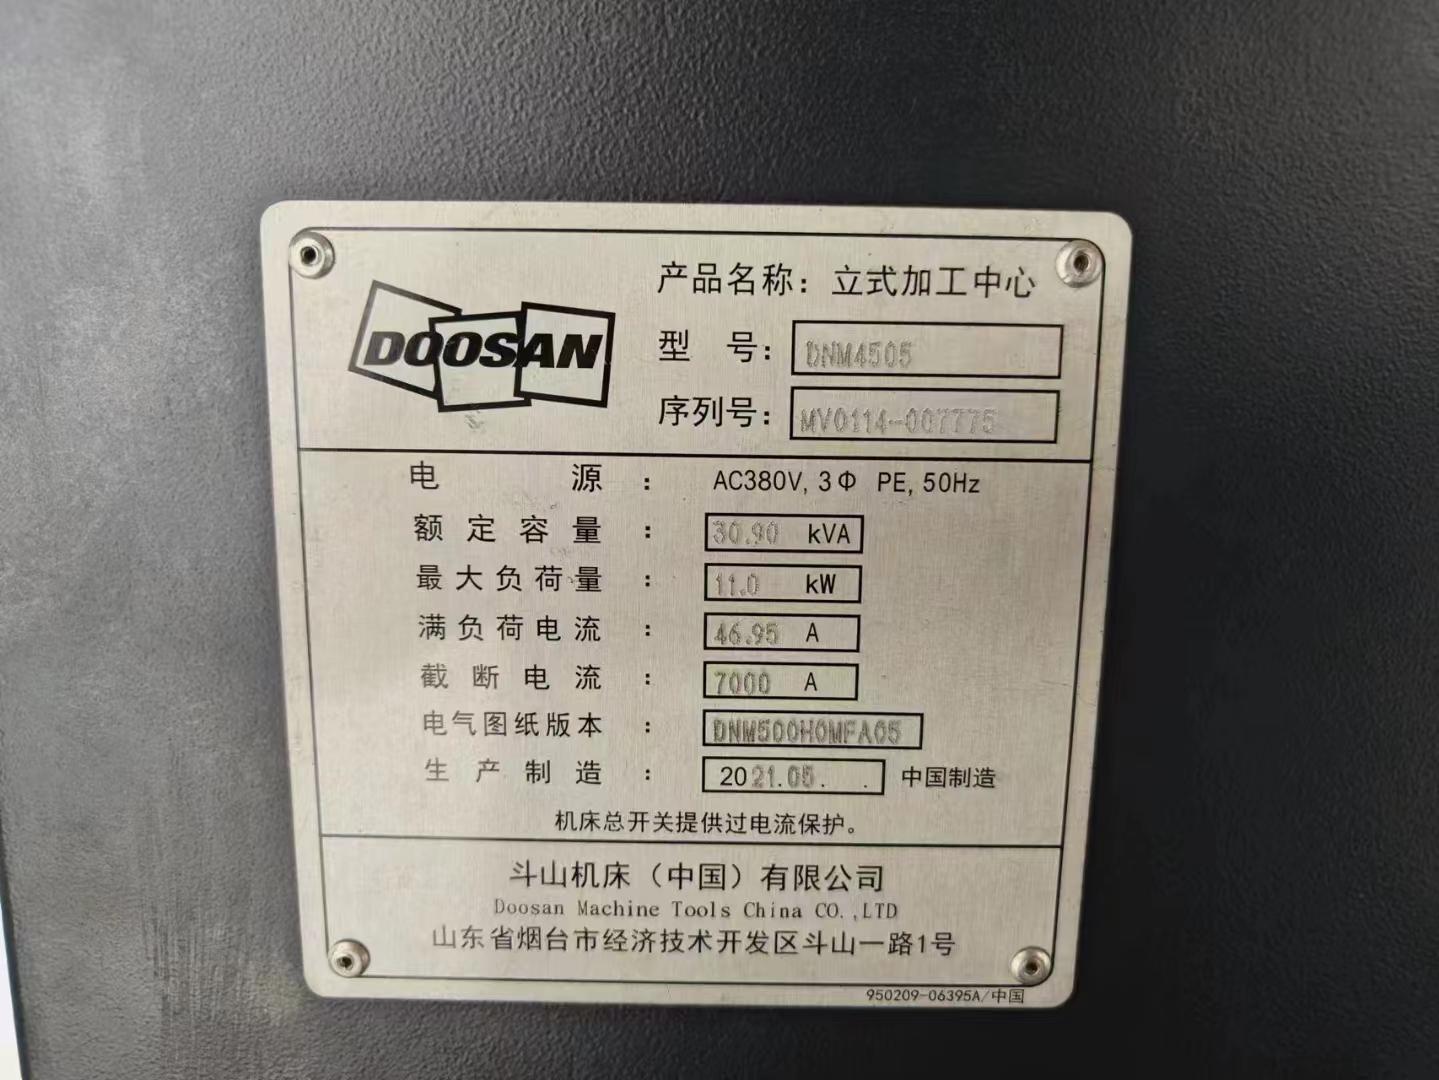 DOOSAN
产品名称：立式加工中心
型 号：DNM4505
序列号：MV0114-007775
电 源 ： AC380V, 3Φ PE, 50Hz
额定容量 ： 30.90 kVA
最大负荷量 ： 11.0 kW
满负荷电流 ： 46.95 A
截断电流 ： 7000 A
电气图纸版本 ： DNM500H0MFA05
生产制造 ： 2021.05. . 中国制造
机床总开关提供过电流保护。
斗山机床（中国）有限公司
Doosan Machine Tools China CO.,LTD
山东省烟台市经济技术开发区斗山一路1号
950209-06395A/中国